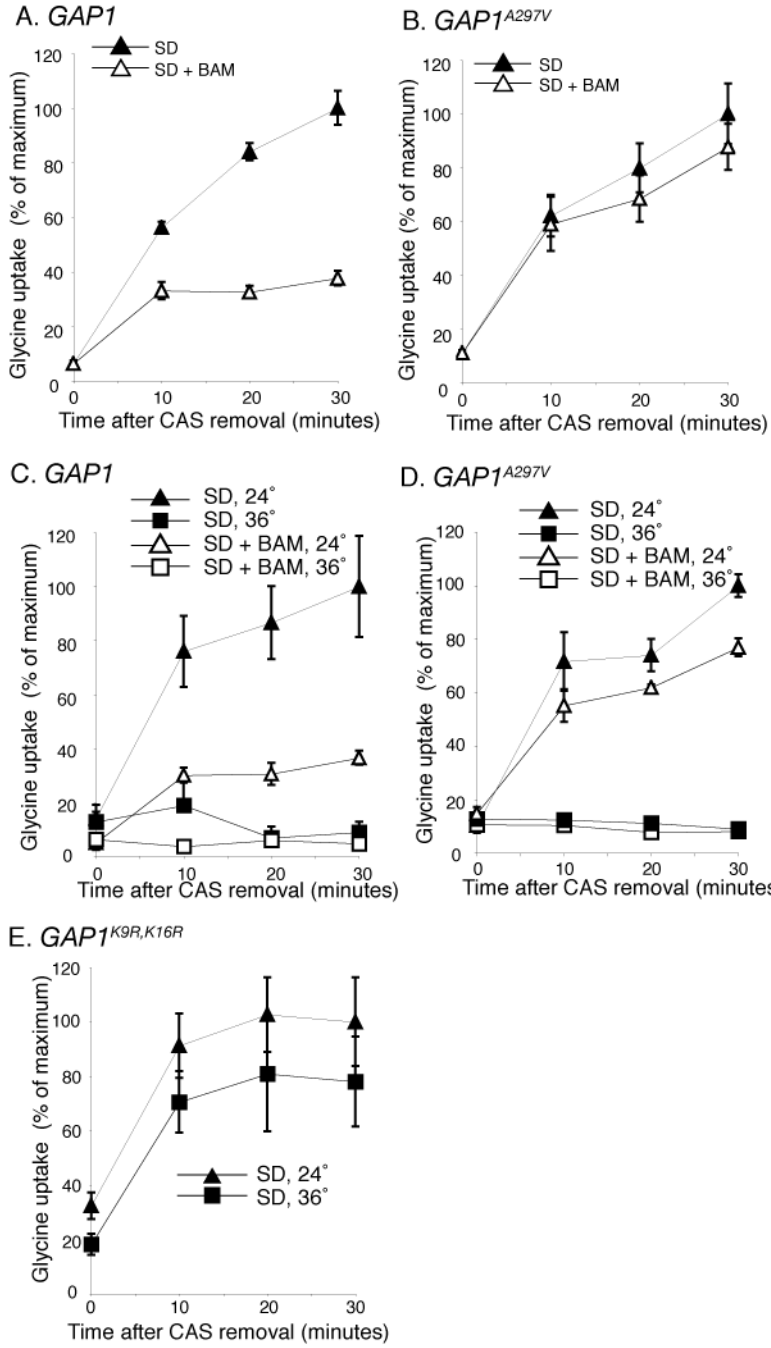 A. GAP1
SD
SD + BAM
120
100
80
60
40
20
0
Glycine uptake (% of maximum)
0 10 20 30
Time after CAS removal (minutes)
B. GAP1A297V
SD
SD + BAM
120
100
80
60
40
20
0
Glycine uptake (% of maximum)
0 10 20 30
Time after CAS removal (minutes)
C. GAP1
SD, 24°
SD, 36°
SD + BAM, 24°
SD + BAM, 36°
120
100
80
60
40
20
0
Glycine uptake (% of maximum)
0 10 20 30
Time after CAS removal (minutes)
D. GAP1A297V
SD, 24°
SD, 36°
SD + BAM, 24°
SD + BAM, 36°
120
100
80
60
40
20
0
Glycine uptake (% of maximum)
0 10 20 30
Time after CAS removal (minutes)
E. GAP1K9R,K16R
120
100
80
60
40
20
0
Glycine uptake (% of maximum)
SD, 24°
SD, 36°
0 10 20 30
Time after CAS removal (minutes)